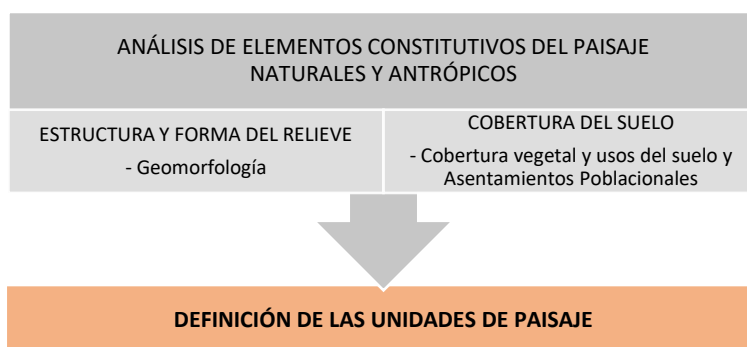 ANÁLISIS DE ELEMENTOS CONSTITUTIVOS DEL PAISAJE
NATURALES Y ANTRÓPICOS
ESTRUCTURA Y FORMA DEL RELIEVE
- Geomorfología
COBERTURA DEL SUELO
- Cobertura vegetal y usos del suelo y
Asentamientos Poblacionales
DEFINICIÓN DE LAS UNIDADES DE PAISAJE